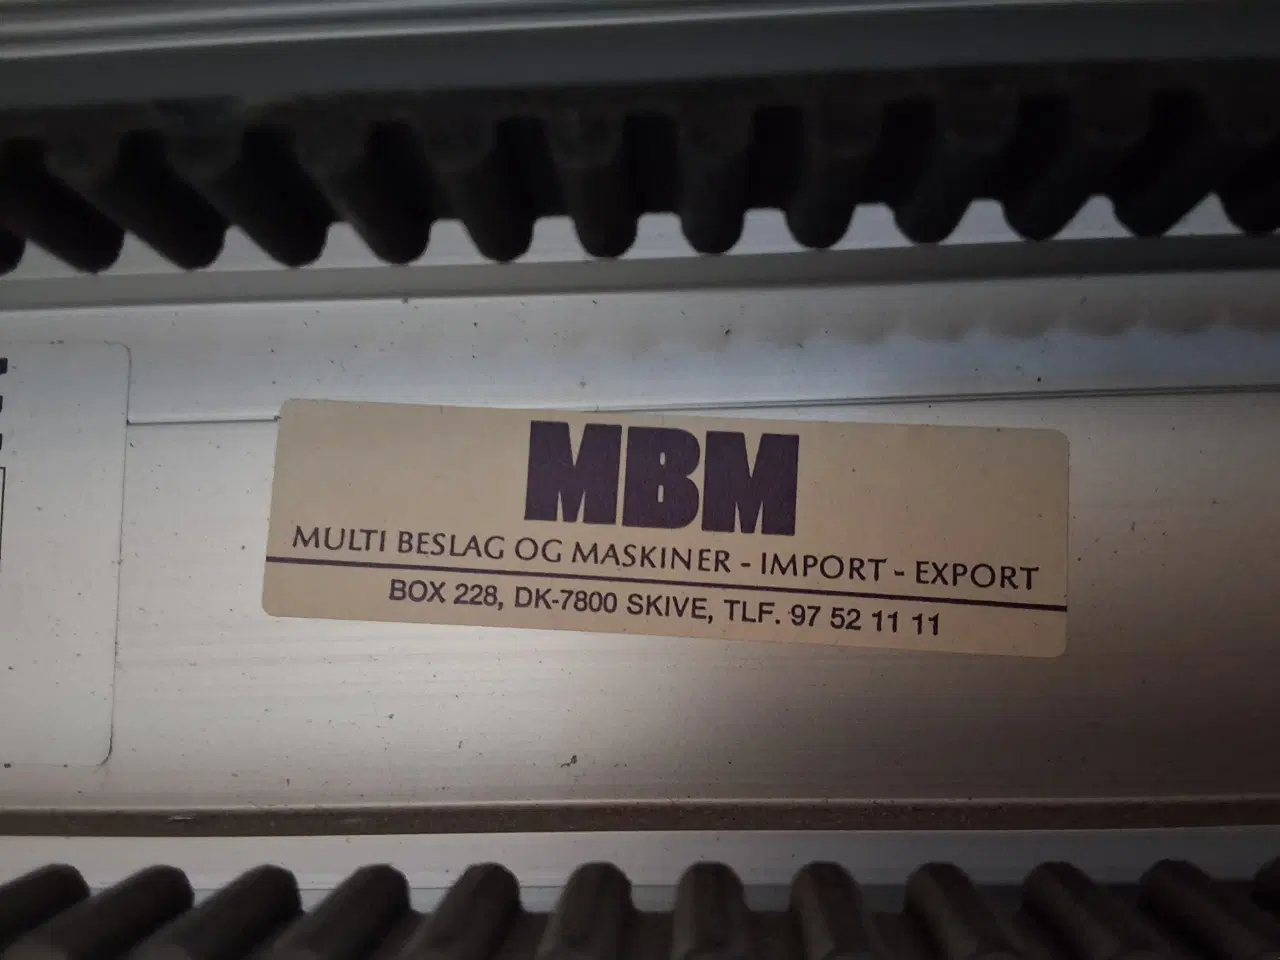 MBM
MULTI BESLAG OG MASKINER - IMPORT - EXPORT
BOX 228, DK-7800 SKIVE, TLF. 97 52 11 11